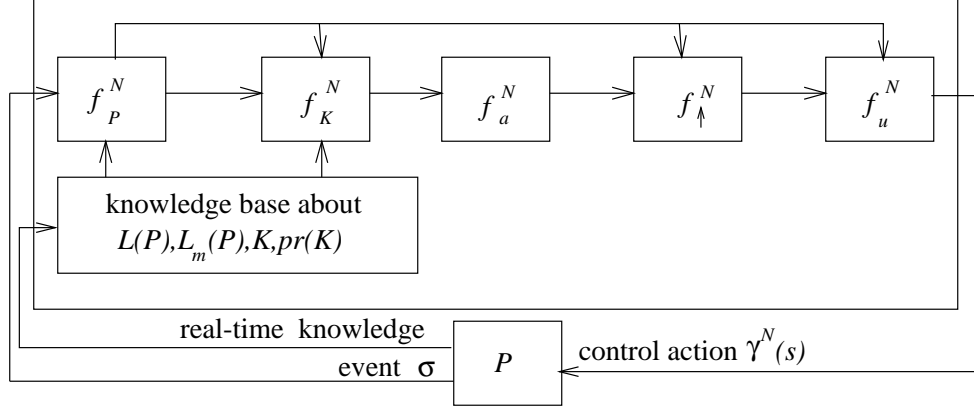 f_P^N f_K^N f_a^N f_↑^N f_u^N
knowledge base about
L(P),L_m(P),K,pr(K)
real-time knowledge
event σ
P
control action γ^N(s)